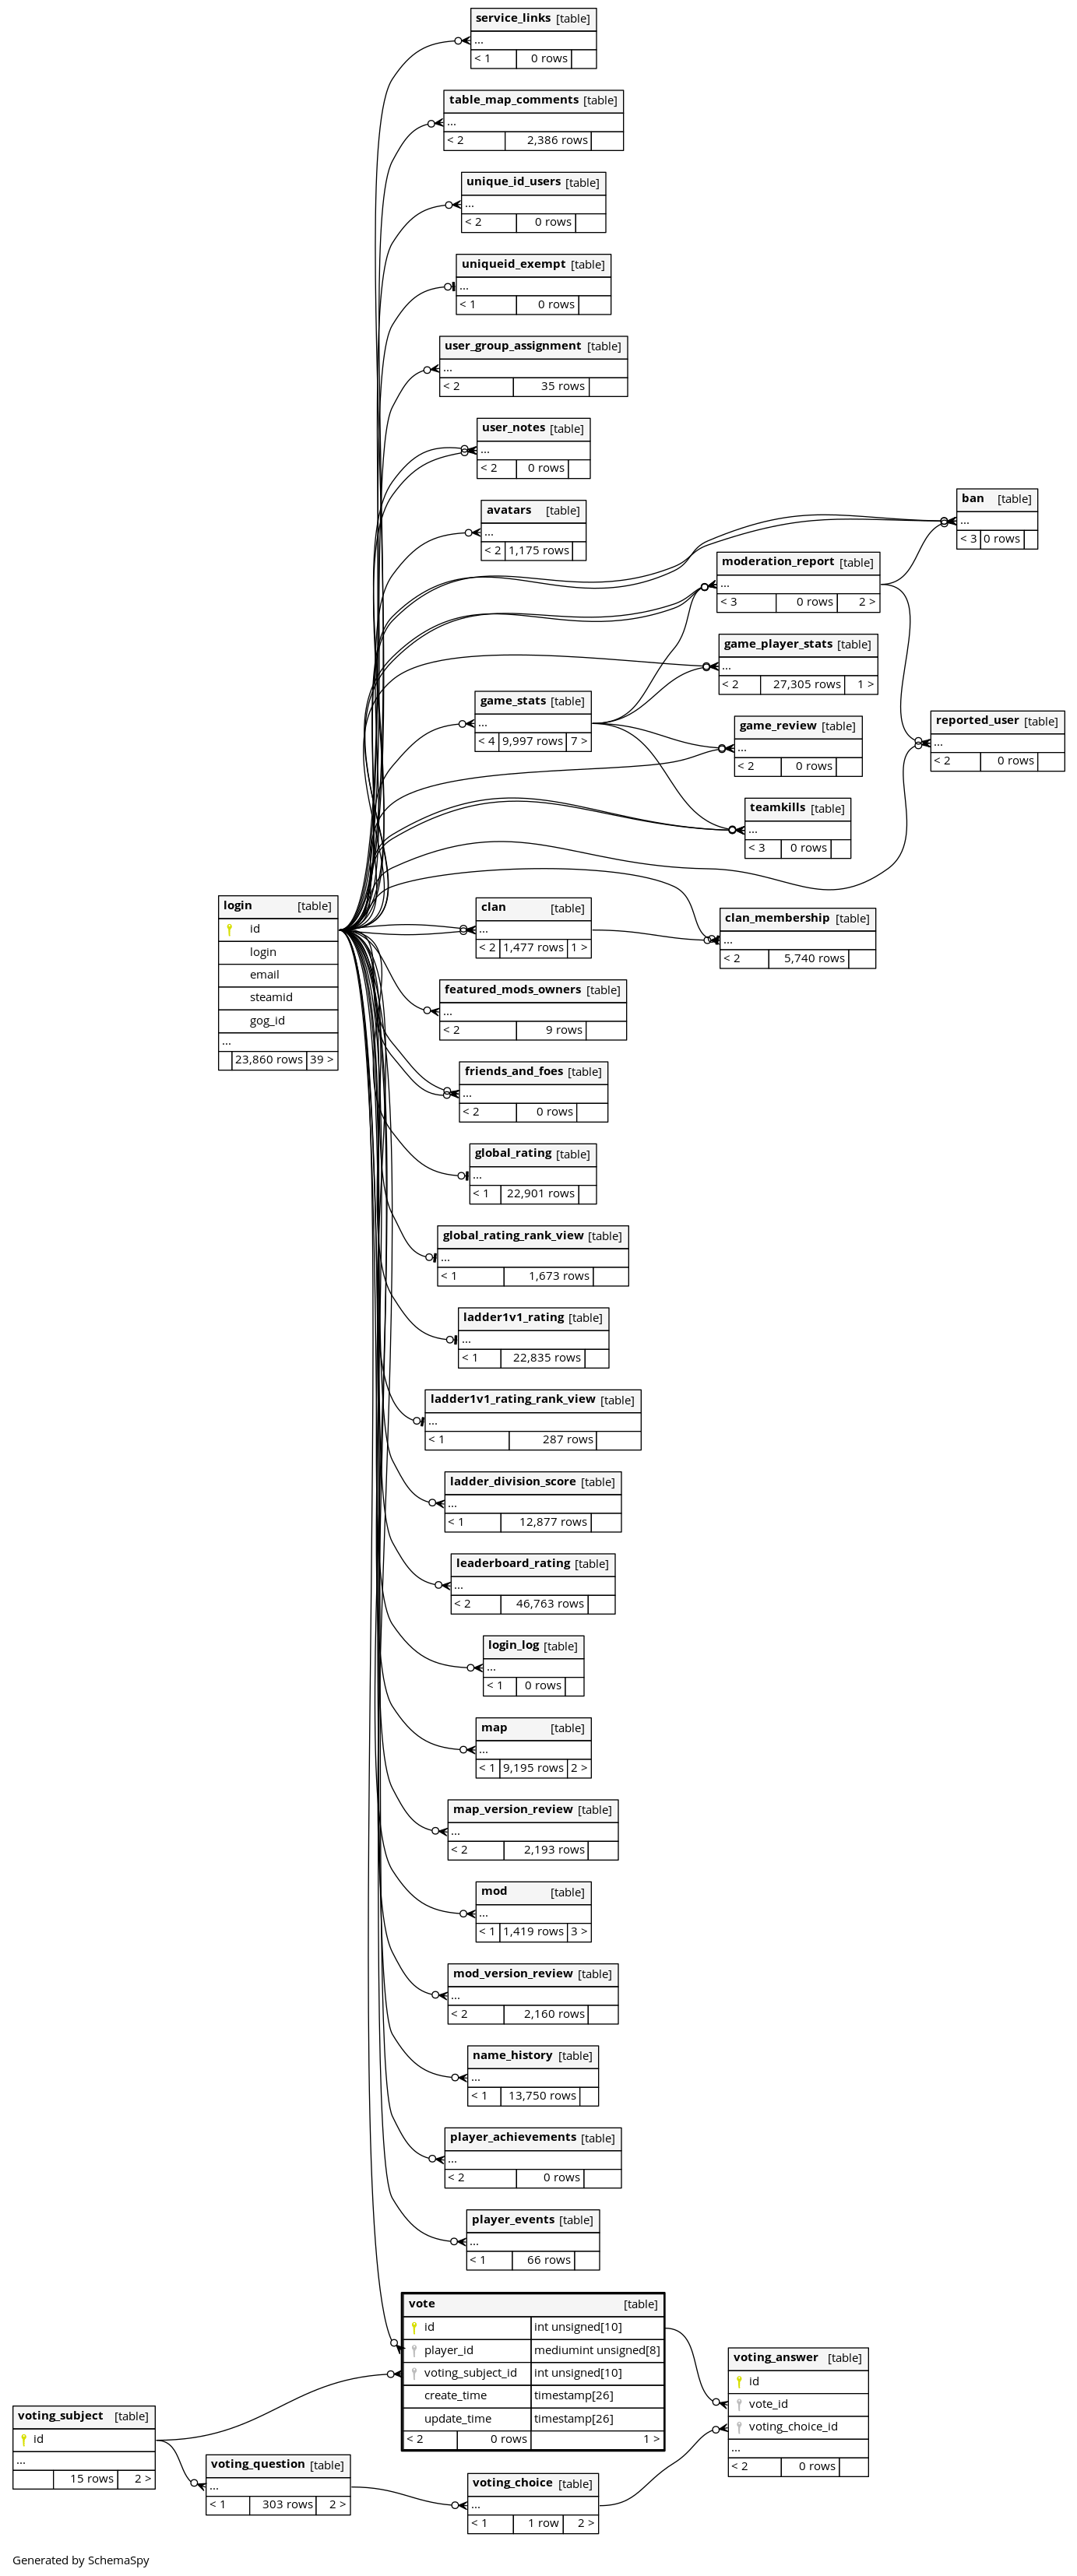 service_links [table]
...
< 1 0 rows
table_map_comments [table]
...
< 2 2,386 rows
unique_id_users [table]
...
< 2 0 rows
uniqueid_exempt [table]
...
< 1 0 rows
user_group_assignment [table]
...
< 2 35 rows
user_notes [table]
...
< 2 0 rows
avatars [table]
...
< 2 1,175 rows
ban [table]
...
< 3 0 rows
moderation_report [table]
...
< 3 0 rows 2 >
game_player_stats [table]
...
< 2 27,305 rows 1 >
game_stats [table]
...
< 4 9,997 rows 7 >
game_review [table]
...
< 2 0 rows
reported_user [table]
...
< 2 0 rows
teamkills [table]
...
< 3 0 rows
login [table]
id
login
email
steamid
gog_id
...
23,860 rows 39 >
clan [table]
...
< 2 1,477 rows 1 >
clan_membership [table]
...
< 2 5,740 rows
featured_mods_owners [table]
...
< 2 9 rows
friends_and_foes [table]
...
< 2 0 rows
global_rating [table]
...
< 1 22,901 rows
global_rating_rank_view [table]
...
< 1 1,673 rows
ladder1v1_rating [table]
...
< 1 22,835 rows
ladder1v1_rating_rank_view [table]
...
< 1 287 rows
ladder_division_score [table]
...
< 1 12,877 rows
leaderboard_rating [table]
...
< 2 46,763 rows
login_log [table]
...
< 1 0 rows
map [table]
...
< 1 9,195 rows 2 >
map_version_review [table]
...
< 2 2,193 rows
mod [table]
...
< 1 1,419 rows 3 >
mod_version_review [table]
...
< 2 2,160 rows
name_history [table]
...
< 1 13,750 rows
player_achievements [table]
...
< 2 0 rows
player_events [table]
...
< 1 66 rows
vote [table]
id int unsigned[10]
player_id mediumint unsigned[8]
voting_subject_id int unsigned[10]
create_time timestamp[26]
update_time timestamp[26]
< 2 0 rows 1 >
voting_answer [table]
id
vote_id
voting_choice_id
...
< 2 0 rows
voting_subject [table]
id
...
15 rows 2 >
voting_question [table]
...
< 1 303 rows 2 >
voting_choice [table]
...
< 1 1 row 2 >
Generated by SchemaSpy